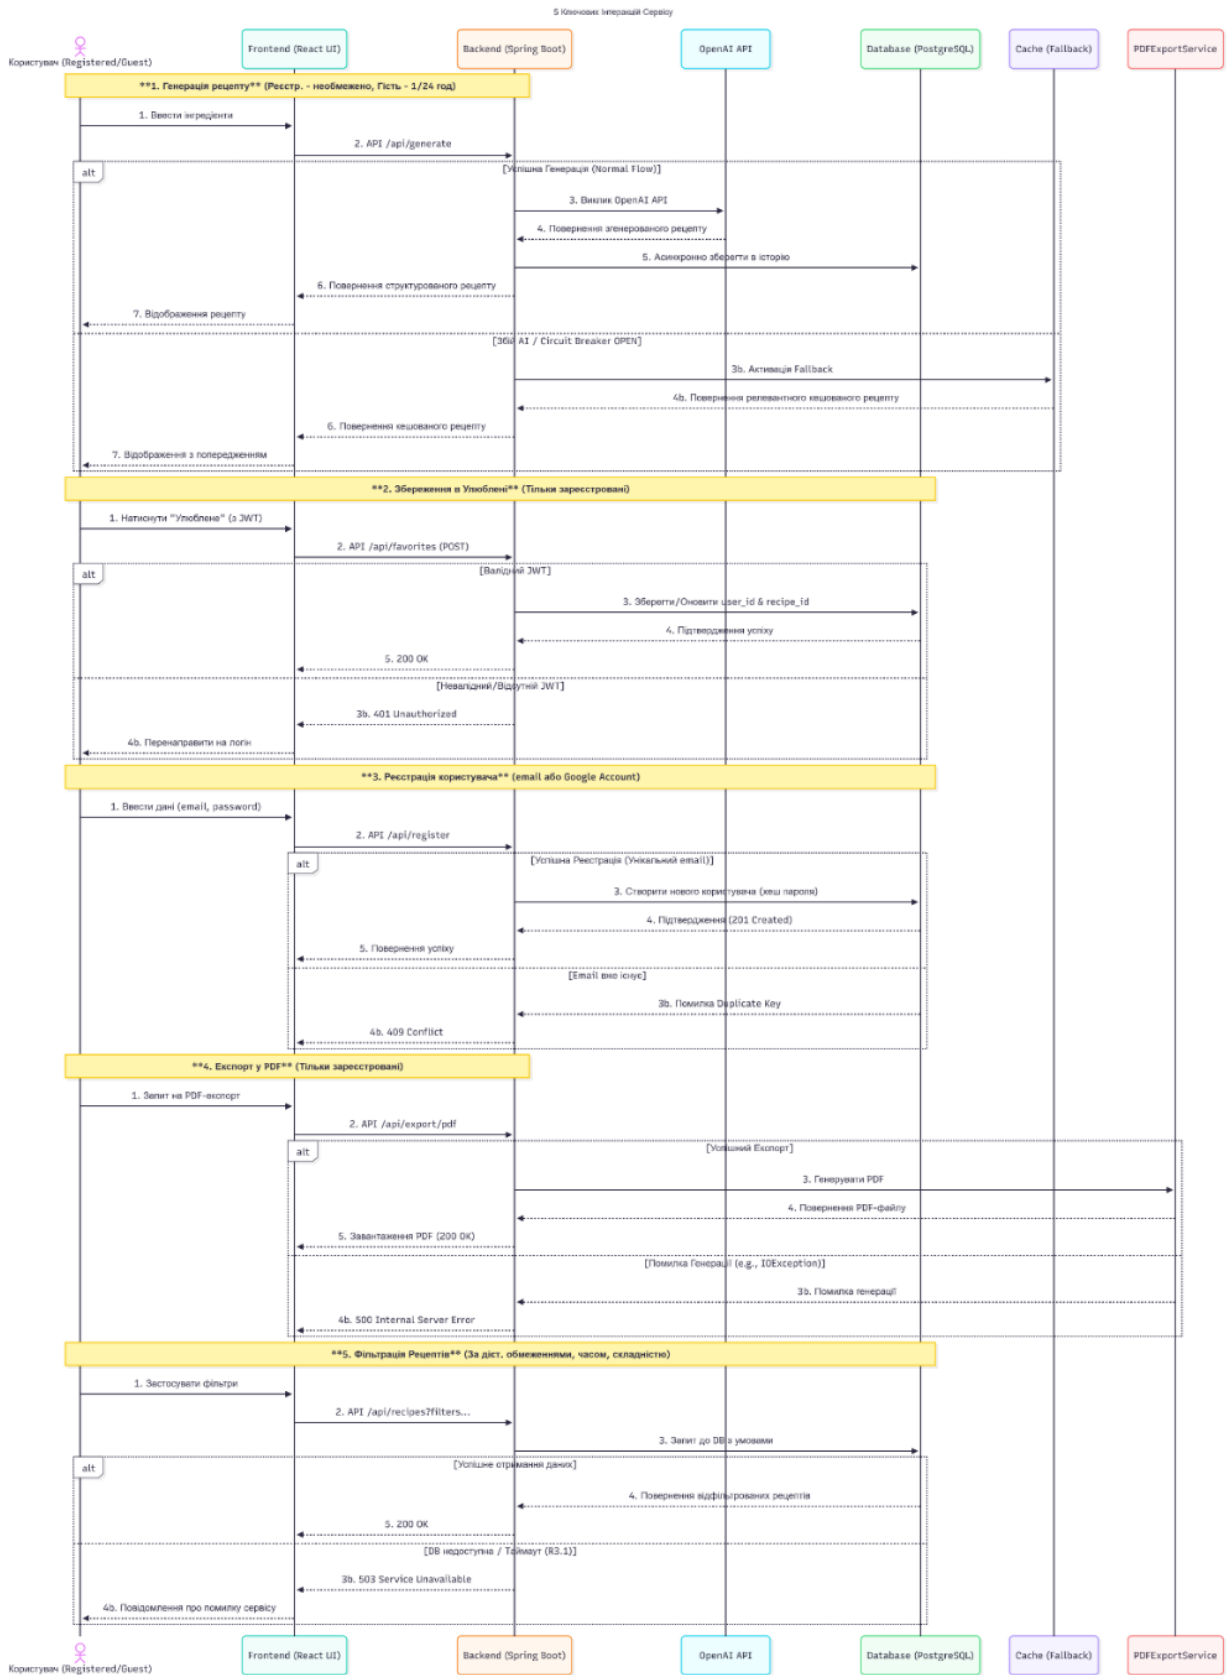 5 Ключових Інтеракцій Сервісу
Користувач (Registered/Guest)
Frontend (React UI)
Backend (Spring Boot)
OpenAI API
Database (PostgreSQL)
Cache (Fallback)
PDFExportService
**1. Генерація рецепту** (Реєстр. - необмежено, Гість - 1/24 год)
1. Ввести інгредієнти
2. API /api/generate
alt
[Успішна Генерація (Normal Flow)]
3. Виклик OpenAI API
4. Повернення згенерованого рецепту
5. Асинхронно зберегти в історію
6. Повернення структурованого рецепту
7. Відображення рецепту
[Збій AI / Circuit Breaker OPEN]
3b. Активація Fallback
4b. Повернення релевантного кешованого рецепту
6. Повернення кешованого рецепту
7. Відображення з попередженням
**2. Збереження в Улюблені** (Тільки зареєстровані)
1. Натиснути "Улюблене" (з JWT)
2. API /api/favorites (POST)
alt
[Валідний JWT]
3. Зберегти/Оновити user_id & recipe_id
4. Підтвердження успіху
5. 200 OK
[Невалідний/Відсутній JWT]
3b. 401 Unauthorized
4b. Перенаправити на логін
**3. Реєстрація користувача** (email або Google Account)
1. Ввести дані (email, password)
2. API /api/register
alt
[Успішна Реєстрація (Унікальний email)]
3. Створити нового користувача (хеш пароля)
4. Підтвердження (201 Created)
5. Повернення успіху
[Email вже існує]
3b. Помилка Duplicate Key
4b. 409 Conflict
**4. Експорт у PDF** (Тільки зареєстровані)
1. Запит на PDF-експорт
2. API /api/export/pdf
alt
[Успішний Експорт]
3. Генерувати PDF
4. Повернення PDF-файлу
5. Завантаження PDF (200 OK)
[Помилка Генерації (e.g., IOException)]
3b. Помилка генерації
4b. 500 Internal Server Error
**5. Фільтрація Рецептів** (За дієт. обмеженнями, часом, складністю)
1. Застосувати фільтри
2. API /api/recipes?filters...
3. Запит до DB з умовами
alt
[Успішне отримання даних]
4. Повернення відфільтрованих рецептів
5. 200 OK
[DB недоступна / Таймаут (R3.1)]
3b. 503 Service Unavailable
4b. Повідомлення про помилку сервісу
Користувач (Registered/Guest)
Frontend (React UI)
Backend (Spring Boot)
OpenAI API
Database (PostgreSQL)
Cache (Fallback)
PDFExportService